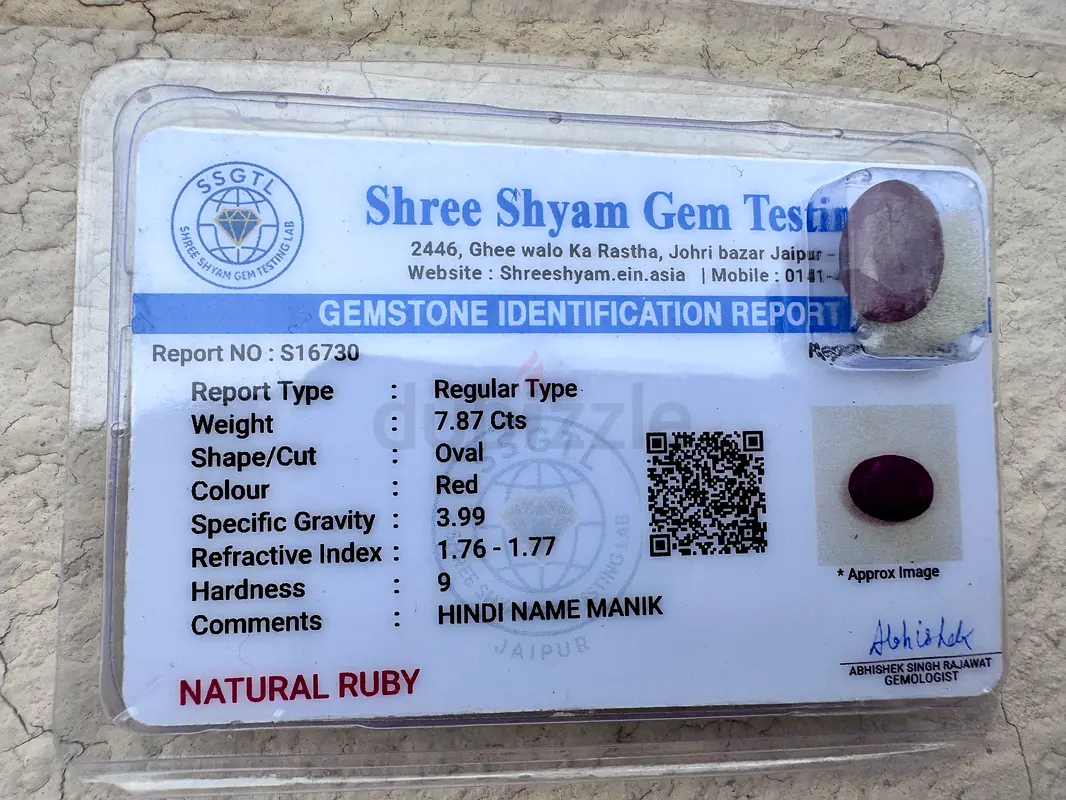 SSGTL
SHREE SHYAM GEM TESTING LAB
Shree Shyam Gem Testin
2446, Ghee walo Ka Rastha, Johri bazar Jaipur -
Website : Shreeshyam.ein.asia | Mobile : 0141-
GEMSTONE IDENTIFICATION REPORT
Report NO : S16730
Report Type : Regular Type
Weight : 7.87 Cts
Shape/Cut : Oval
Colour : Red
Specific Gravity : 3.99
Refractive Index : 1.76 - 1.77
Hardness : 9
Comments : HINDI NAME MANIK
NATURAL RUBY
dubizzle
SSGTL
JAIPUR
* Approx Image
Abhishek
ABHISHEK SINGH RAJAWAT
GEMOLOGIST